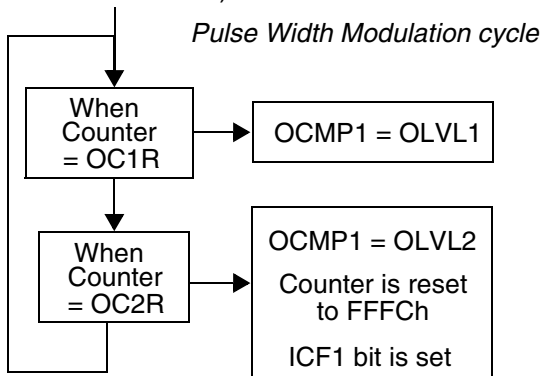 Pulse Width Modulation cycle
When
Counter
= OC1R
OCMP1 = OLVL1
When
Counter
= OC2R
OCMP1 = OLVL2
Counter is reset
to FFFCh
ICF1 bit is set